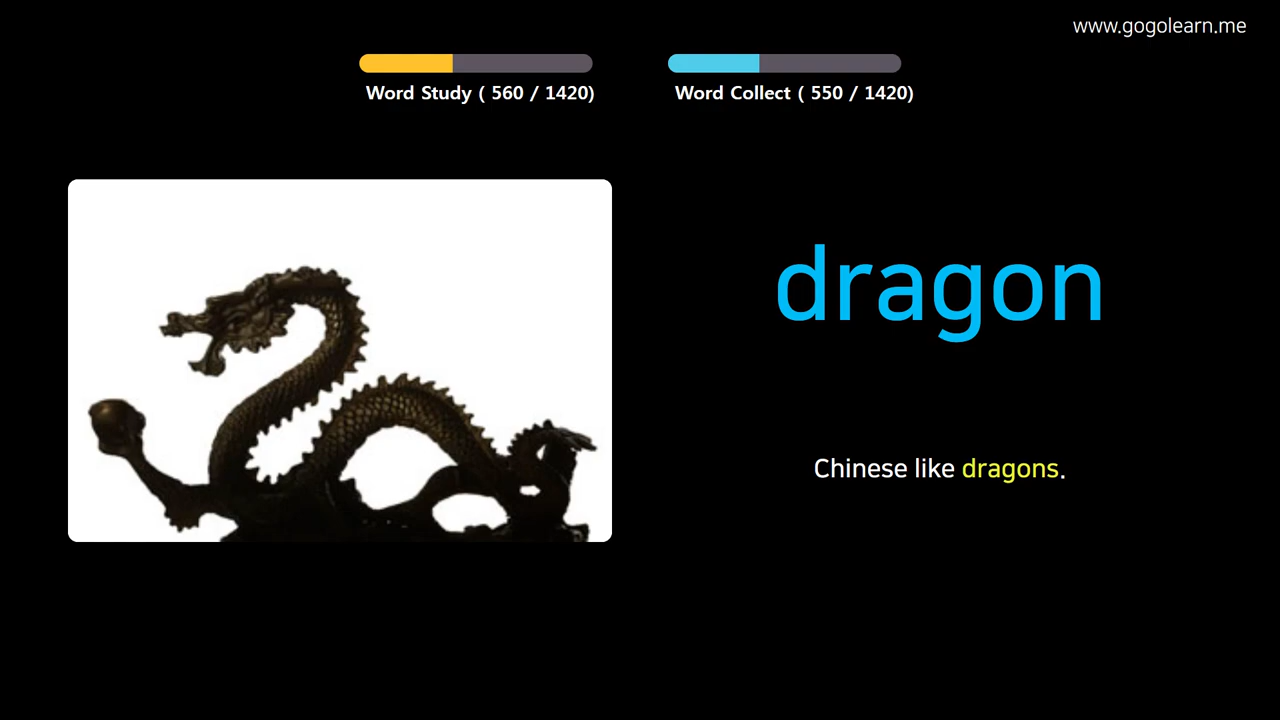 www.gogolearn.me
Word Study ( 560 / 1420)
Word Collect ( 550 / 1420)
dragon
Chinese like dragons.